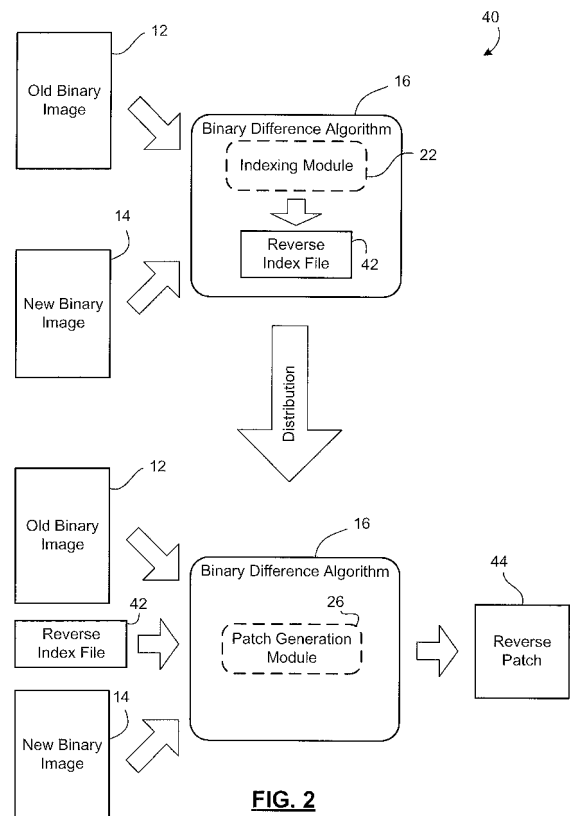 40
12
Old Binary
Image
16
Binary Difference Algorithm
Indexing Module
22
14
New Binary
Image
Reverse
Index File
42
Distribution
12
Old Binary
Image
16
Binary Difference Algorithm
42
Reverse
Index File
26
Patch Generation
Module
44
Reverse
Patch
14
New Binary
Image
FIG. 2